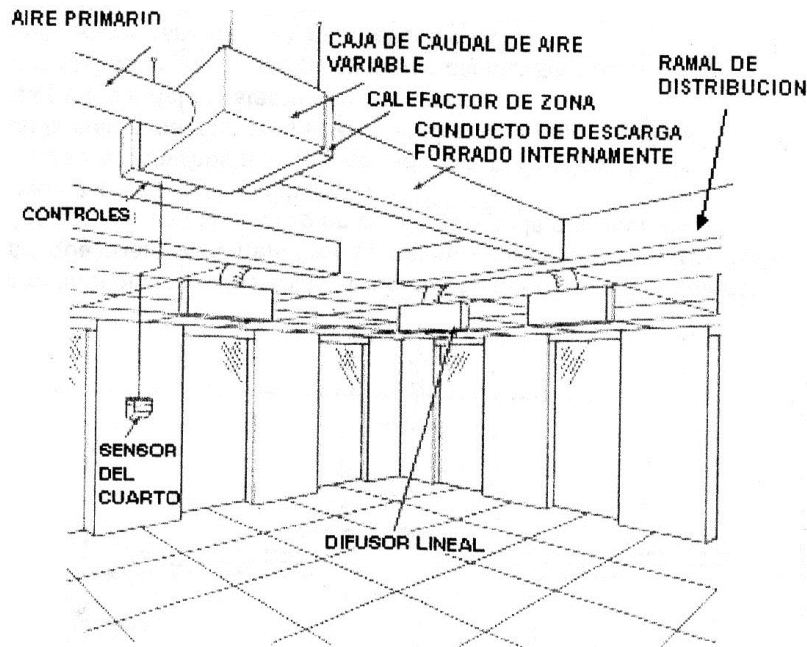 AIRE PRIMARIO
CAJA DE CAUDAL DE AIRE
VARIABLE
RAMAL DE
DISTRIBUCION
CALEFACTOR DE ZONA
CONDUCTO DE DESCARGA
FORRADO INTERNAMENTE
CONTROLES
SENSOR
DEL
CUARTO
DIFUSOR LINEAL